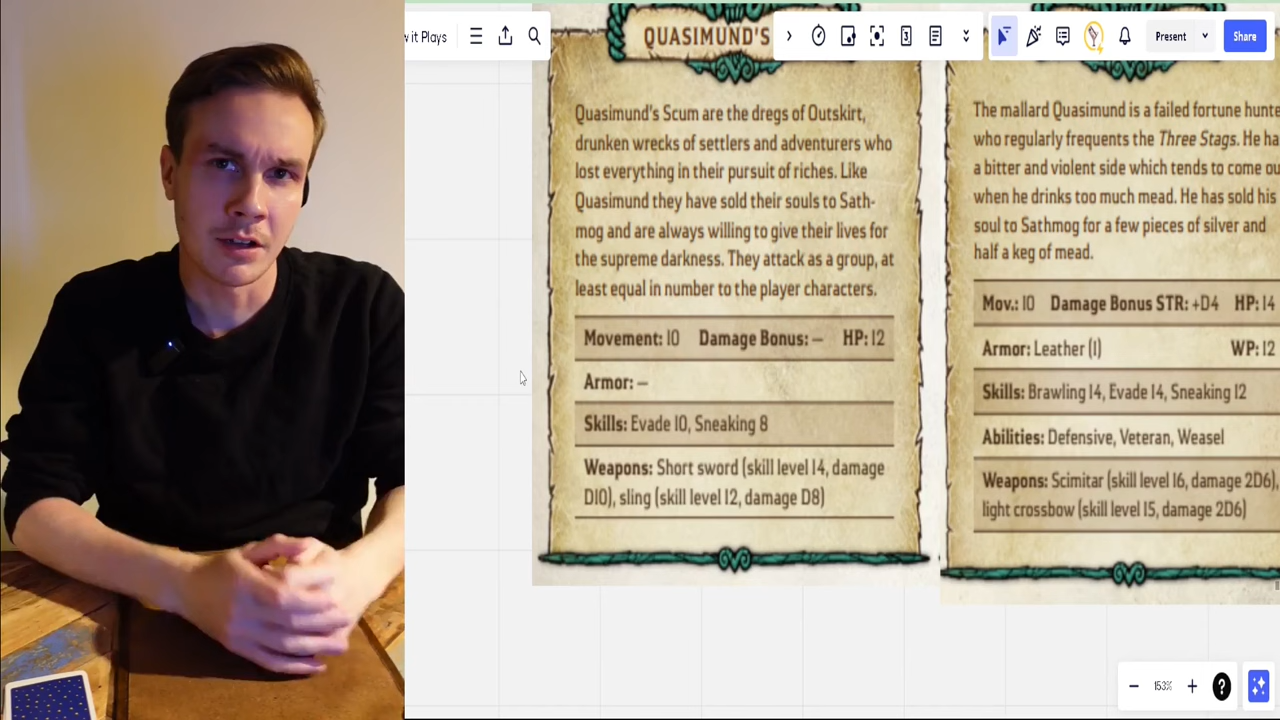 w it Plays
Present
Share
QUASIMUND'S
Quasimund's Scum are the dregs of Outskirt,
drunken wrecks of settlers and adventurers who
lost everything in their pursuit of riches. Like
Quasimund they have sold their souls to Sath-
mog and are always willing to give their lives for
the supreme darkness. They attack as a group, at
least equal in number to the player characters.
Movement: 10 Damage Bonus: – HP: 12
Armor: –
Skills: Evade 10, Sneaking 8
Weapons: Short sword (skill level 14, damage
D10), sling (skill level 12, damage D8)
The mallard Quasimund is a failed fortune hunte
who regularly frequents the Three Stags. He ha
a bitter and violent side which tends to come ou
when he drinks too much mead. He has sold his
soul to Sathmog for a few pieces of silver and
half a keg of mead.
Mov.: 10 Damage Bonus STR: +D4 HP: 14
Armor: Leather (1) WP: 12
Skills: Brawling 14, Evade 14, Sneaking 12
Abilities: Defensive, Veteran, Weasel
Weapons: Scimitar (skill level 16, damage 2D6),
light crossbow (skill level 15, damage 2D6)
153%